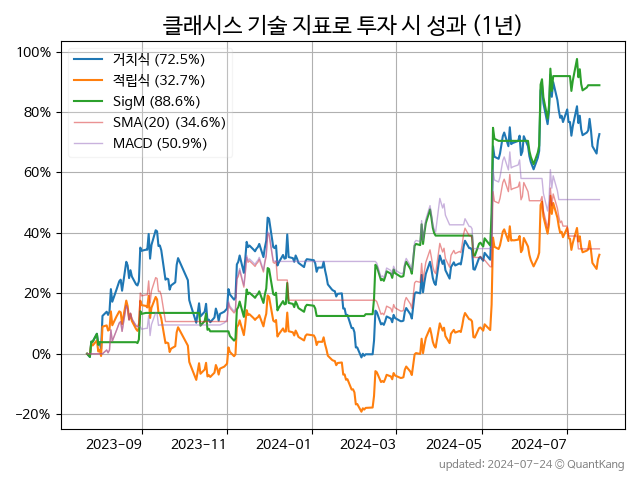 클래시스 기술 지표로 투자 시 성과 (1년)
거치식 (72.5%)
적립식 (32.7%)
SigM (88.6%)
SMA(20) (34.6%)
MACD (50.9%)
100%
80%
60%
40%
20%
0%
−20%
2023-09
2023-11
2024-01
2024-03
2024-05
2024-07
updated: 2024-07-24 @ QuantKang